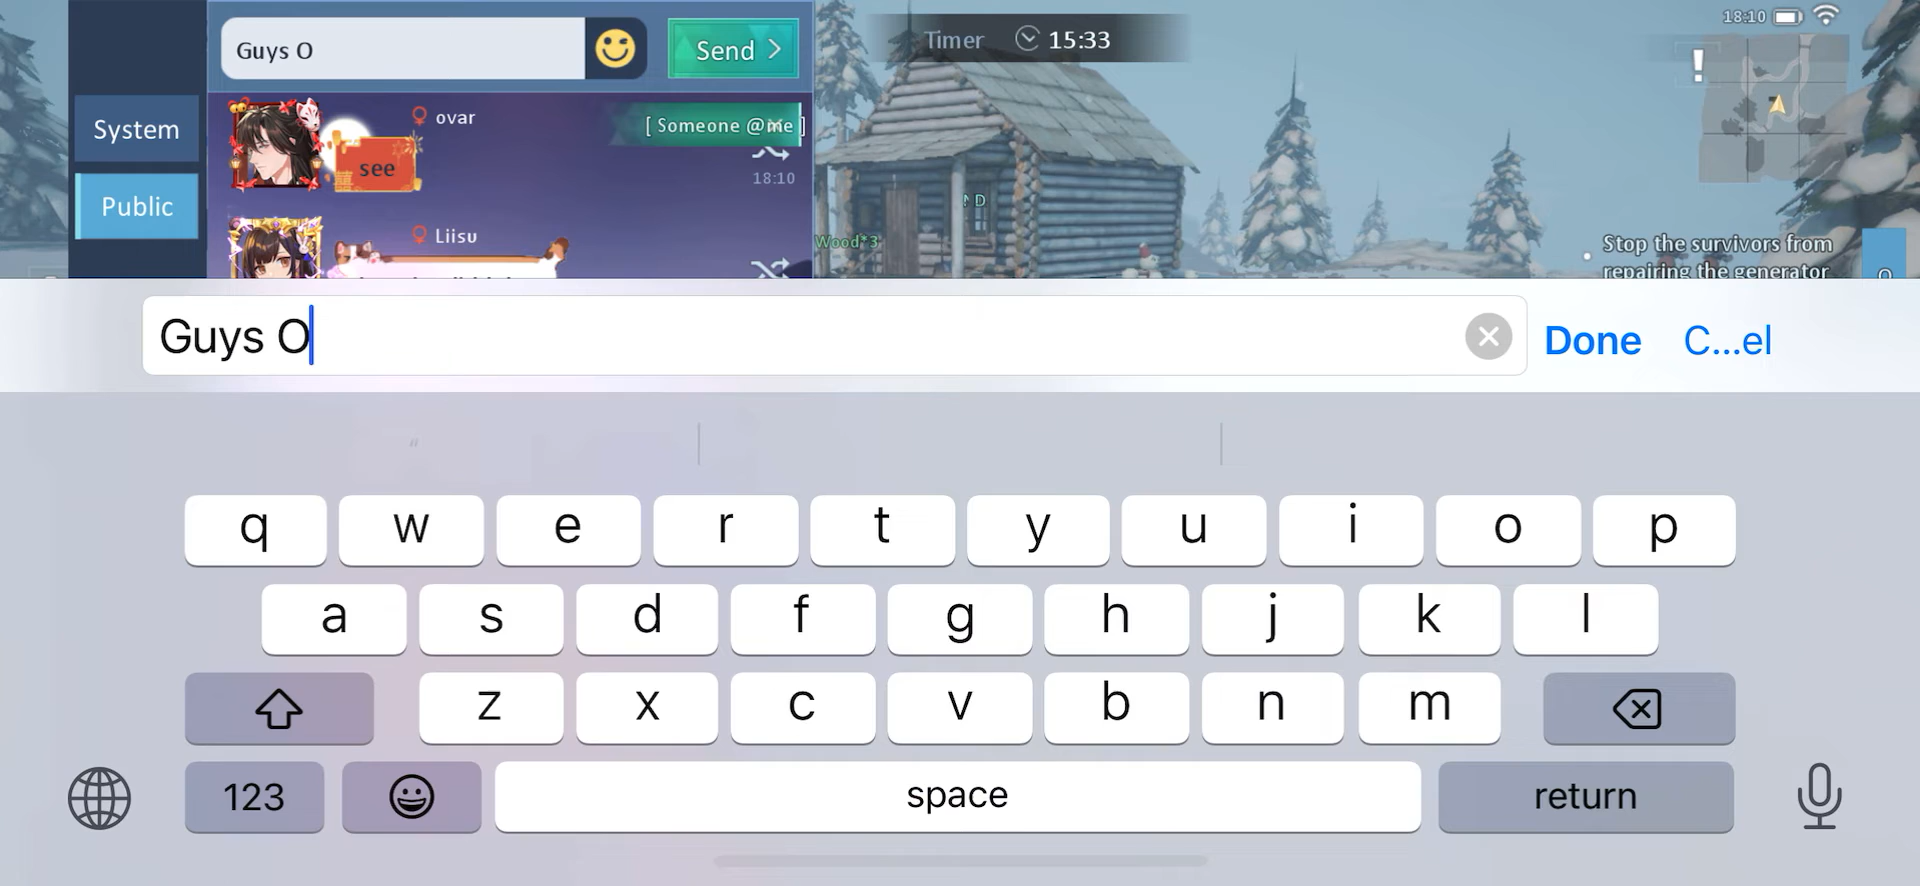 Guys O
Send
Timer
15:33
18:10
System
Public
ovar
[ Someone @me ]
see
18:10
Liisu
Wood*3
Stop the survivors from
repairing the generator
Guys O
Done
C...el
“
q w e r t y u i o p
a s d f g h j k l
z x c v b n m
123
space
return